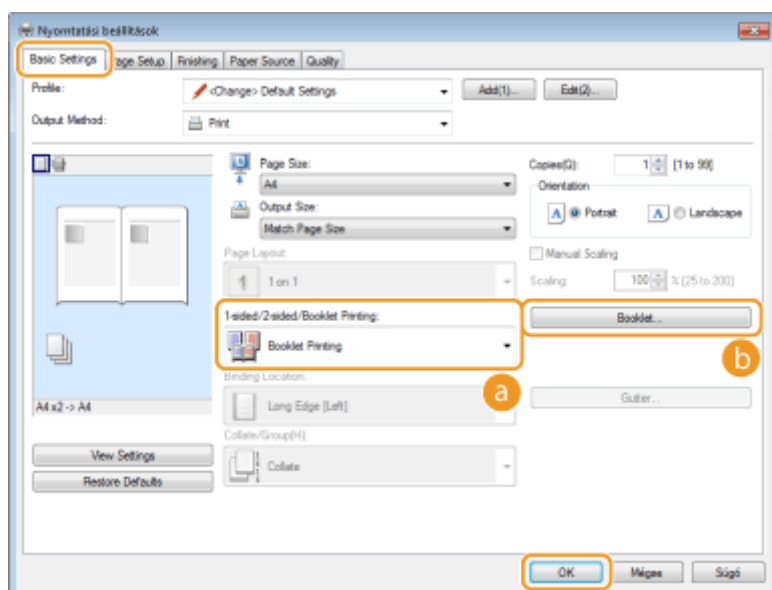 Nyomtatási beállítások
Basic Settings Page Setup Finishing Paper Source Quality
Profile: <Change> Default Settings Add(1)... Edit(2)...
Output Method: Print
Page Size: Copies(Q): 1 [1 to 99]
A4 Orientation
Output Size: A Portrait A Landscape
Match Page Size
Page Layout: Manual Scaling
1 1 on 1 Scaling: 100 % [25 to 200]
1-sided/2-sided/Booklet Printing: Booklet...
Booklet Printing
b
Binding Location: a
Long Edge [Left] Gutter...
A4 x2 -> A4
Collate/Group(H):
View Settings Collate
Restore Defaults
OK Mégse Súgó